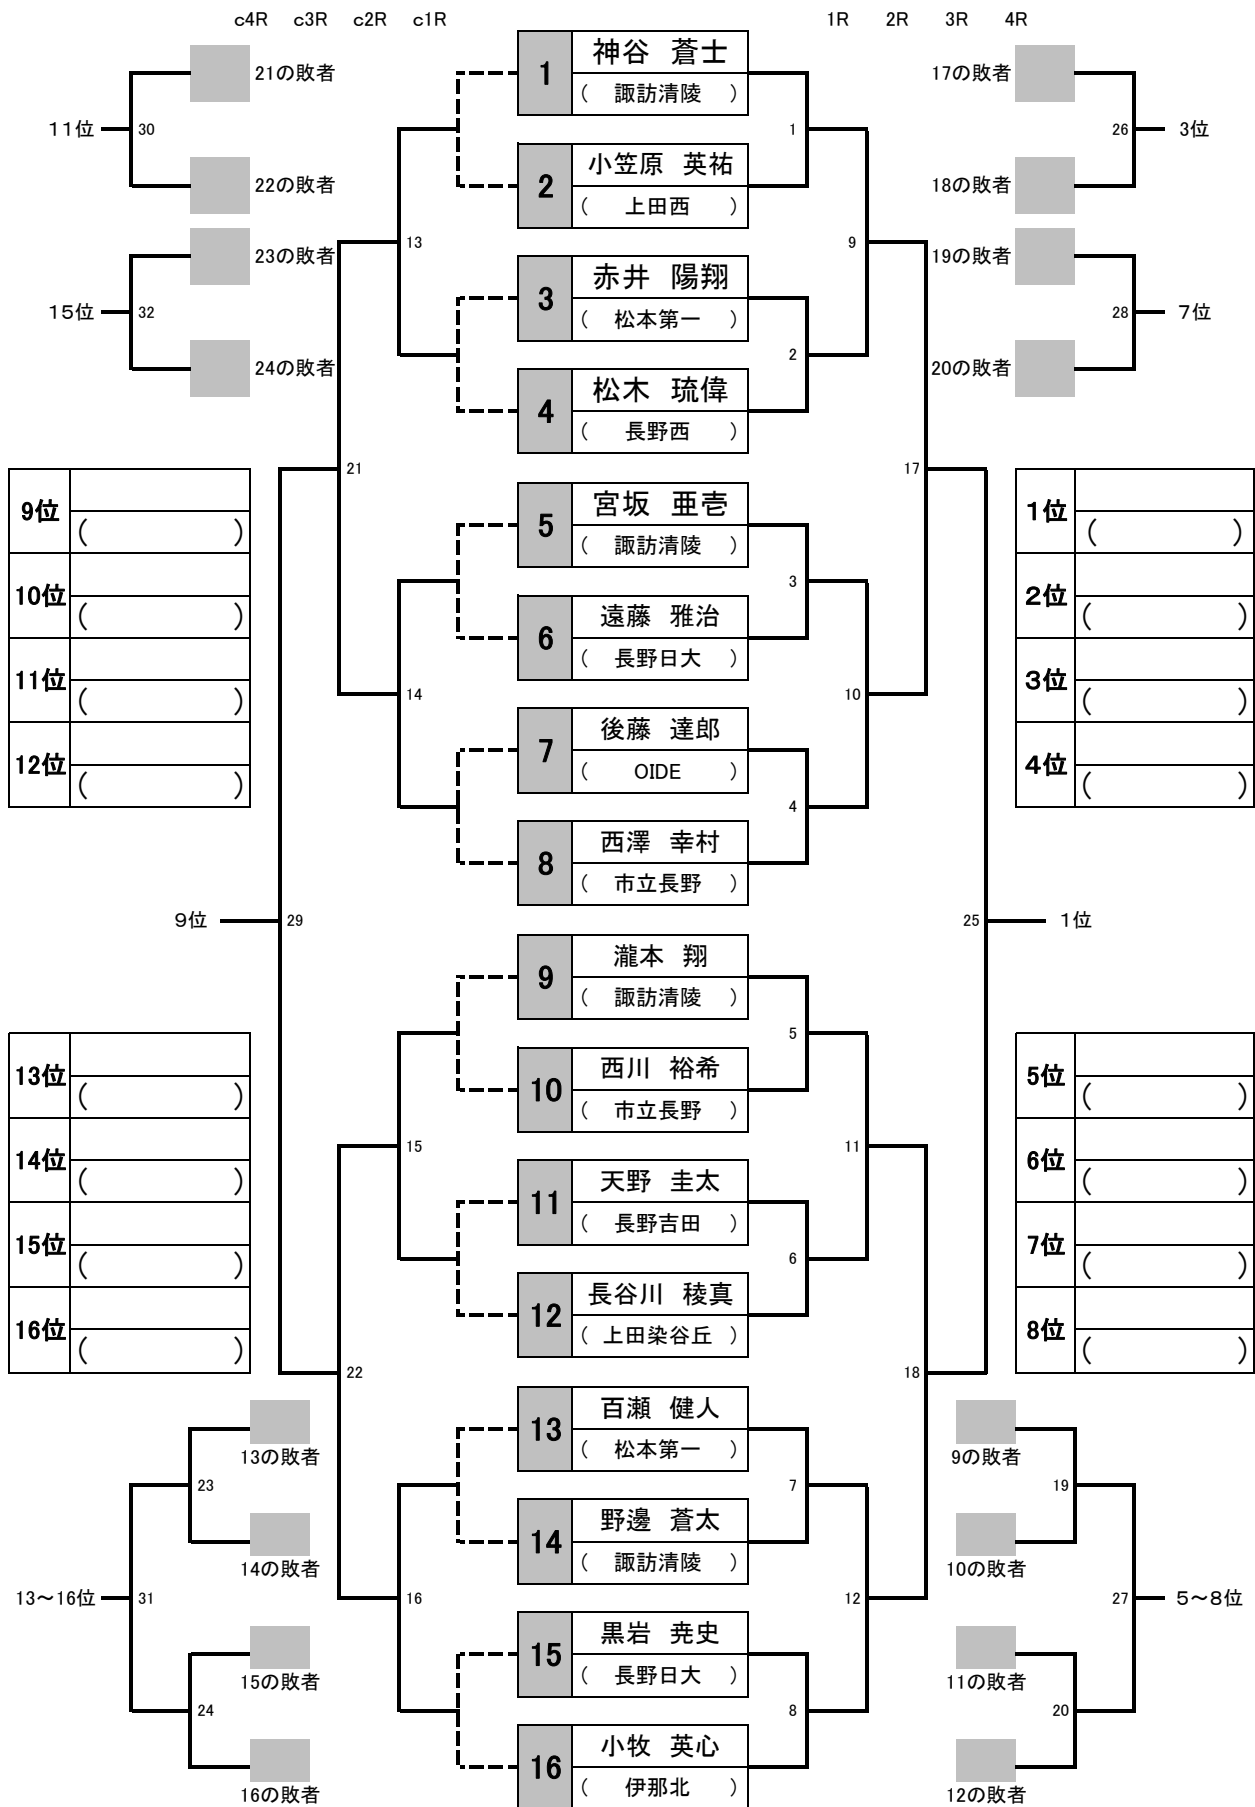 c4R c3R c2R c1R
1R 2R 3R 4R
21の敗者
11位
30
22の敗者
23の敗者
15位
32
24の敗者
17の敗者
26
3位
18の敗者
19の敗者
28
7位
20の敗者
1
神谷 蒼士
( 諏訪清陵 )
2
小笠原 英祐
( 上田西 )
3
赤井 陽翔
( 松本第一 )
4
松木 琉偉
( 長野西 )
5
宮坂 亜壱
( 諏訪清陵 )
6
遠藤 雅治
( 長野日大 )
7
後藤 達郎
( OIDE )
8
西澤 幸村
( 市立長野 )
9
瀧本 翔
( 諏訪清陵 )
10
西川 裕希
( 市立長野 )
11
天野 圭太
( 長野吉田 )
12
長谷川 稜真
( 上田染谷丘 )
13
百瀬 健人
( 松本第一 )
14
野邊 蒼太
( 諏訪清陵 )
15
黒岩 尭史
( 長野日大 )
16
小牧 英心
( 伊那北 )
13
14
15
16
21
22
29
9位
1
2
3
4
5
6
7
8
9
10
11
12
17
18
25
1位
9位
( )
10位
( )
11位
( )
12位
( )
13位
( )
14位
( )
15位
( )
16位
( )
1位
( )
2位
( )
3位
( )
4位
( )
5位
( )
6位
( )
7位
( )
8位
( )
13の敗者
23
14の敗者
13～16位
31
15の敗者
24
16の敗者
9の敗者
19
10の敗者
27
5～8位
11の敗者
20
12の敗者